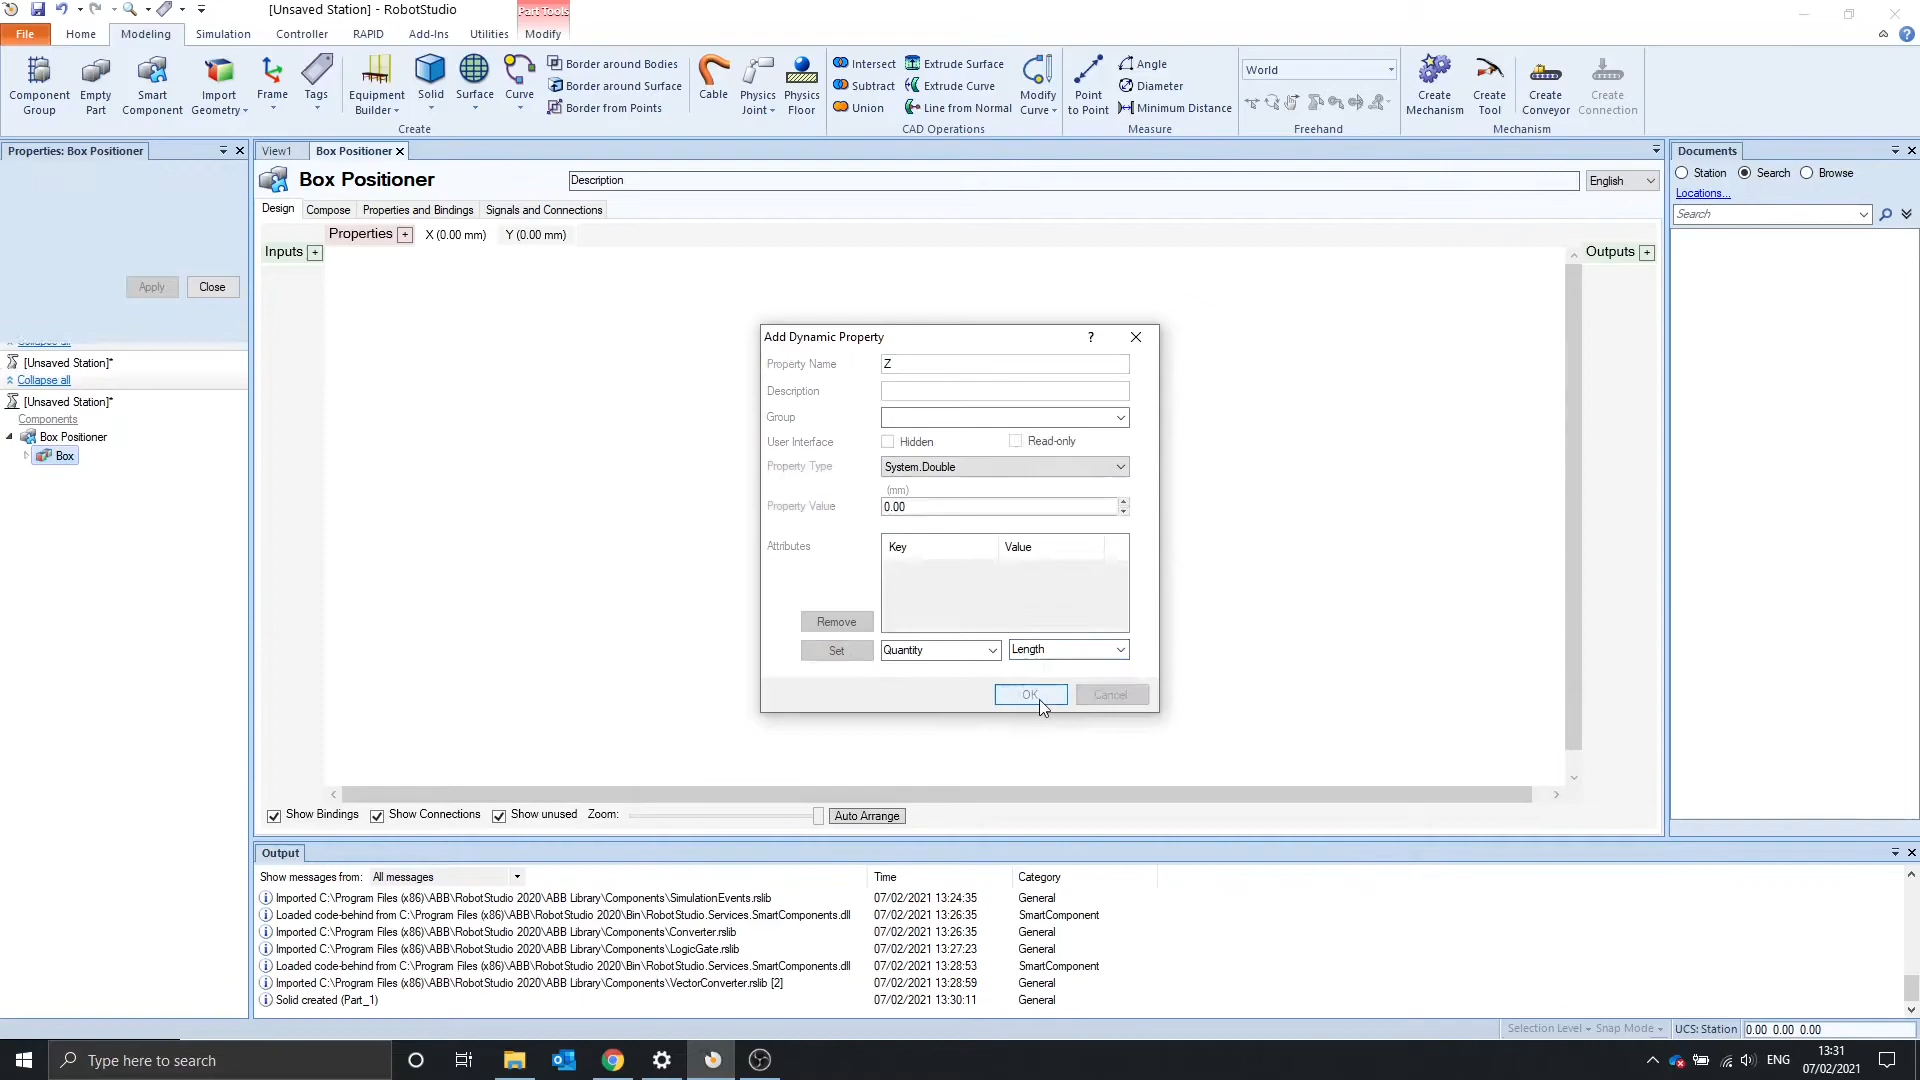 [Unsaved Station] - RobotStudio
Part Tools
File
Home
Modeling
Simulation
Controller
RAPID
Add-Ins
Utilities
Modify
Component Group
Empty Part
Smart Component
Import Geometry
Frame
Tags
Equipment Builder
Solid
Surface
Curve
Border around Bodies
Border around Surface
Border from Points
Cable
Physics Joint
Physics Floor
Create
Intersect
Subtract
Union
Extrude Surface
Extrude Curve
Line from Normal
Modify Curve
CAD Operations
Point to Point
Angle
Diameter
Minimum Distance
Measure
World
Freehand
Create Mechanism
Create Tool
Create Conveyor
Create Connection
Mechanism
Properties: Box Positioner
Apply
Close
Collapse all
[Unsaved Station]*
Collapse all
[Unsaved Station]*
Components
Box Positioner
Box
View1
Box Positioner
Box Positioner
Description
English
Design
Compose
Properties and Bindings
Signals and Connections
Properties +
X (0.00 mm)
Y (0.00 mm)
Inputs +
Outputs +
Add Dynamic Property
?
Property Name
Z
Description
Group
User Interface
Hidden
Read-only
Property Type
System.Double
(mm)
Property Value
0.00
Attributes
Key
Value
Remove
Set
Quantity
Length
OK
Cancel
Show Bindings
Show Connections
Show unused
Zoom:
Auto Arrange
Documents
Station
Search
Browse
Locations...
Search
Output
Show messages from:
All messages
Time
Category
Imported C:\Program Files (x86)\ABB\RobotStudio 2020\ABB Library\Components\SimulationEvents.rslib 07/02/2021 13:24:35 General
Loaded code-behind from C:\Program Files (x86)\ABB\RobotStudio 2020\Bin\RobotStudio.Services.SmartComponents.dll 07/02/2021 13:26:35 SmartComponent
Imported C:\Program Files (x86)\ABB\RobotStudio 2020\ABB Library\Components\Converter.rslib 07/02/2021 13:26:35 General
Imported C:\Program Files (x86)\ABB\RobotStudio 2020\ABB Library\Components\LogicGate.rslib 07/02/2021 13:27:23 General
Loaded code-behind from C:\Program Files (x86)\ABB\RobotStudio 2020\Bin\RobotStudio.Services.SmartComponents.dll 07/02/2021 13:28:53 SmartComponent
Imported C:\Program Files (x86)\ABB\RobotStudio 2020\ABB Library\Components\VectorConverter.rslib [2] 07/02/2021 13:28:59 General
Solid created (Part_1) 07/02/2021 13:30:11 General
Selection Level
Snap Mode
UCS: Station
0.00 0.00 0.00
Type here to search
ENG
13:31
07/02/2021